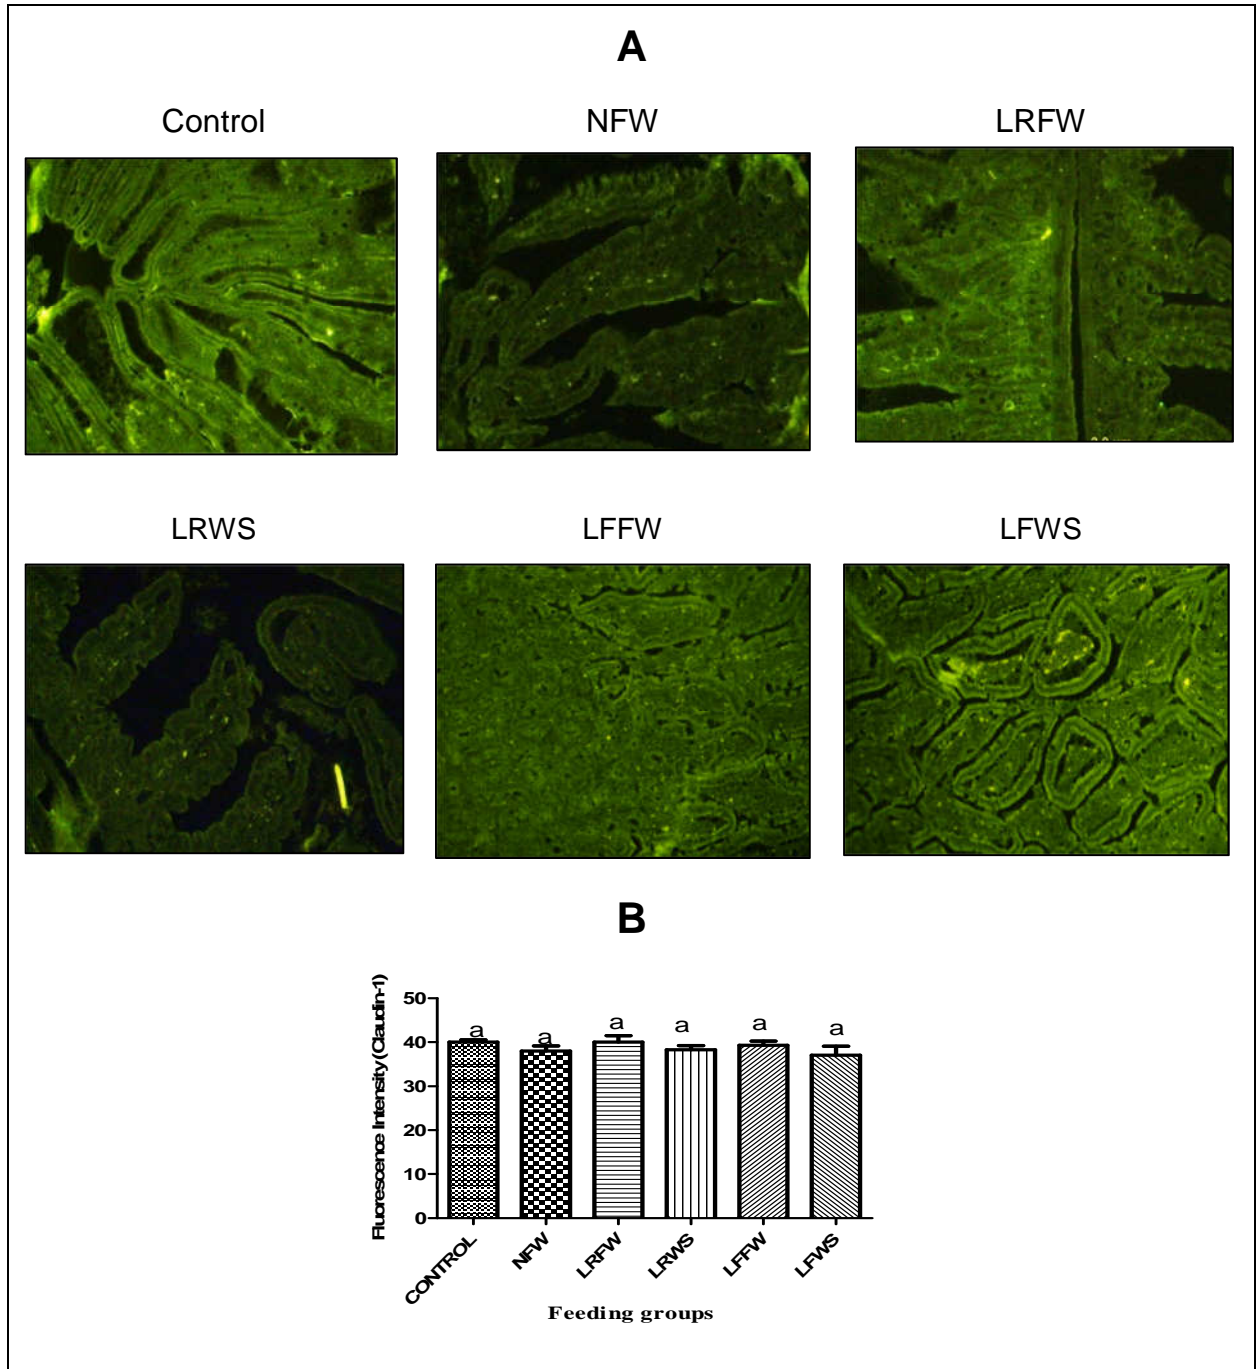 A
Control NFW LRFW
LRWS LFFW LFWS
B
Fluorescence Intensity (Claudin-1)
50
40
30
20
10
0
a a a a a a
CONTROL NFW LRFW LRWS LFFW LFWS
Feeding groups